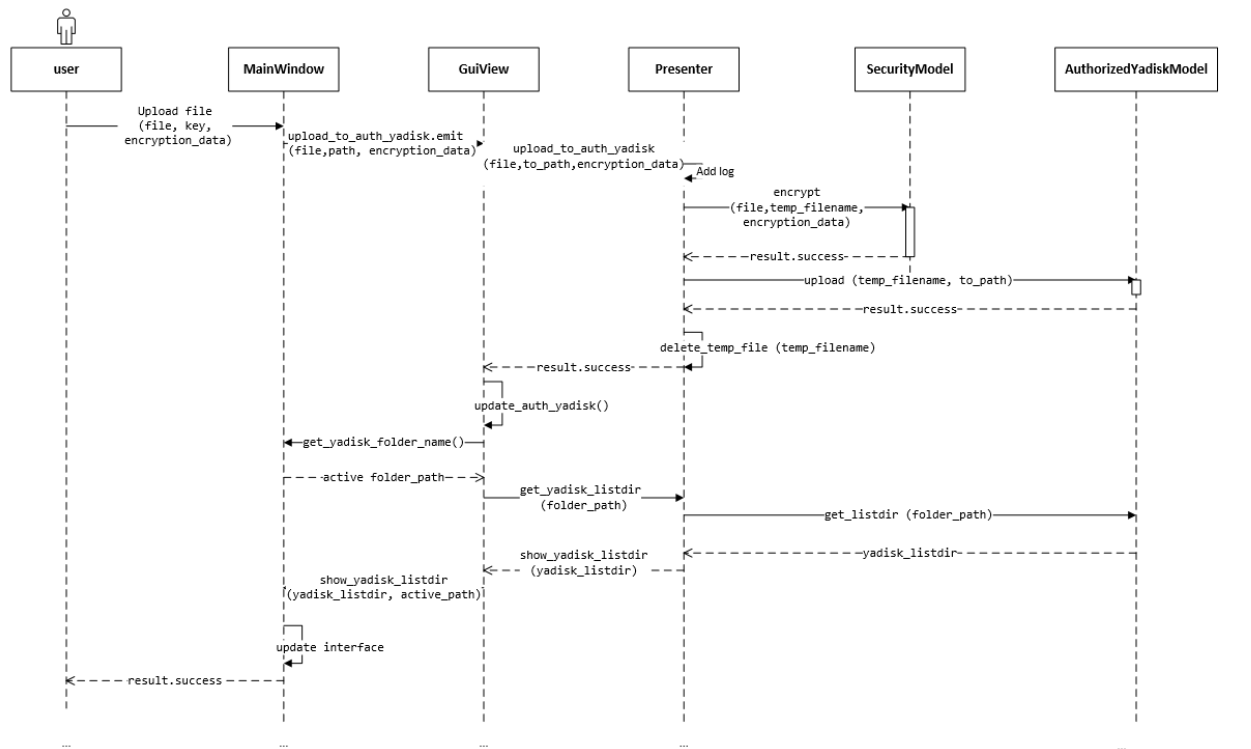 user
MainWindow
GuiView
Presenter
SecurityModel
AuthorizedYadiskModel
Upload file
(file, key,
encryption_data)
upload_to_auth_yadisk.emit
(file,path, encryption_data)
upload_to_auth_yadisk
(file,to_path,encryption_data)
Add log
encrypt
(file,temp_filename,
encryption_data)
result.success
upload (temp_filename, to_path)
result.success
delete_temp_file (temp_filename)
result.success
update_auth_yadisk()
get_yadisk_folder_name()
active folder_path
get_yadisk_listdir
(folder_path)
get_listdir (folder_path)
yadisk_listdir
show_yadisk_listdir
(yadisk_listdir)
show_yadisk_listdir
(yadisk_listdir, active_path)
update interface
result.success
... ... ... ... ...